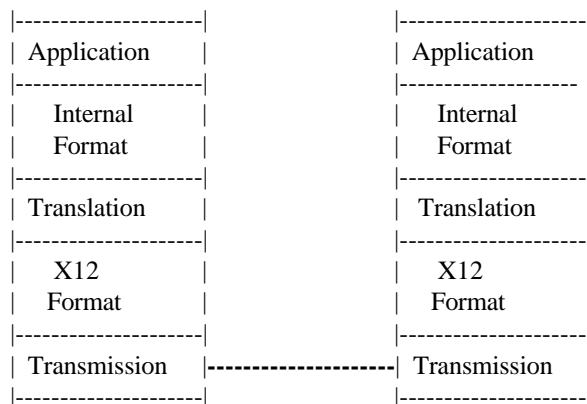 |---------------------| |---------------------
| Application | | Application
|---------------------| |--------------------
| Internal | | Internal
| Format | | Format
|---------------------| |---------------------
| Translation | | Translation
|---------------------| |---------------------
| X12 | | X12
| Format | | Format
|---------------------| |---------------------
| Transmission |---------------------| Transmission
|---------------------| |---------------------